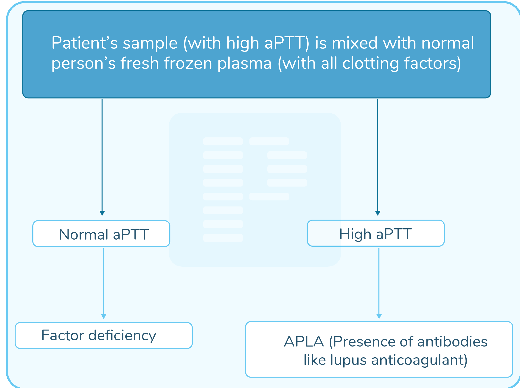 Patient's sample (with high aPTT) is mixed with normal
person's fresh frozen plasma (with all clotting factors)
Normal aPTT
High aPTT
Factor deficiency
APLA (Presence of antibodies
like lupus anticoagulant)